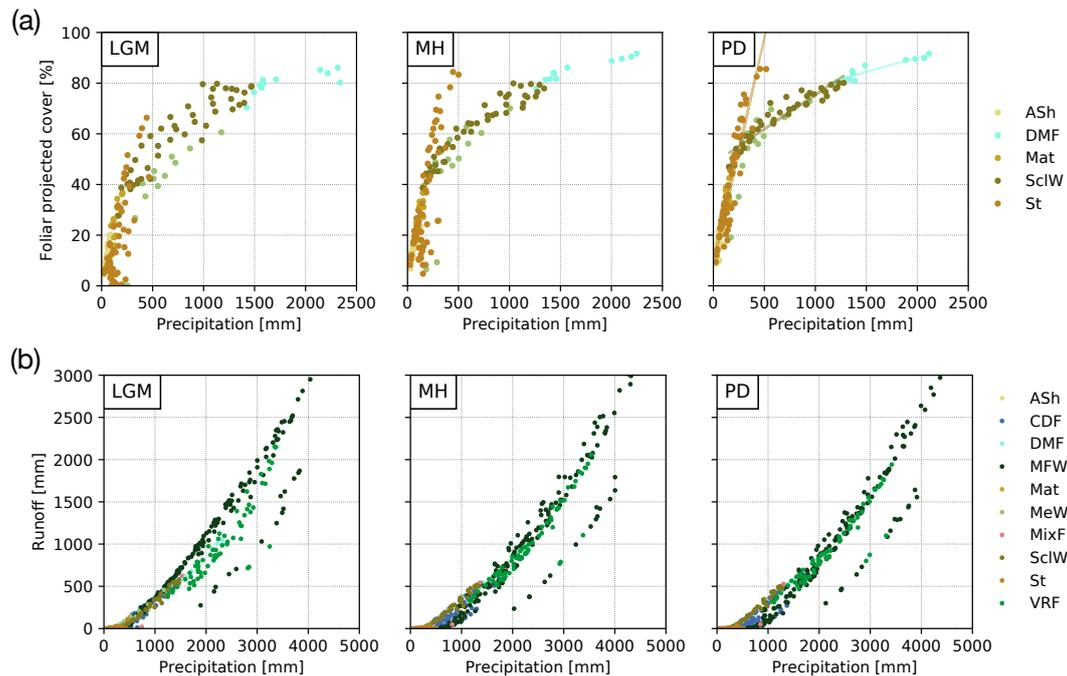 (a)
LGM
MH
PD
Foliar projected cover [%]
100
80
60
40
20
0
0 500 1000 1500 2000 2500
Precipitation [mm]
0 500 1000 1500 2000 2500
Precipitation [mm]
0 500 1000 1500 2000 2500
Precipitation [mm]
ASh
DMF
Mat
SclW
St
(b)
LGM
MH
PD
Runoff [mm]
3000
2500
2000
1500
1000
500
0
0 1000 2000 3000 4000 5000
Precipitation [mm]
0 1000 2000 3000 4000 5000
Precipitation [mm]
0 1000 2000 3000 4000 5000
Precipitation [mm]
ASh
CDF
DMF
MFW
Mat
MeW
MixF
SclW
St
VRF